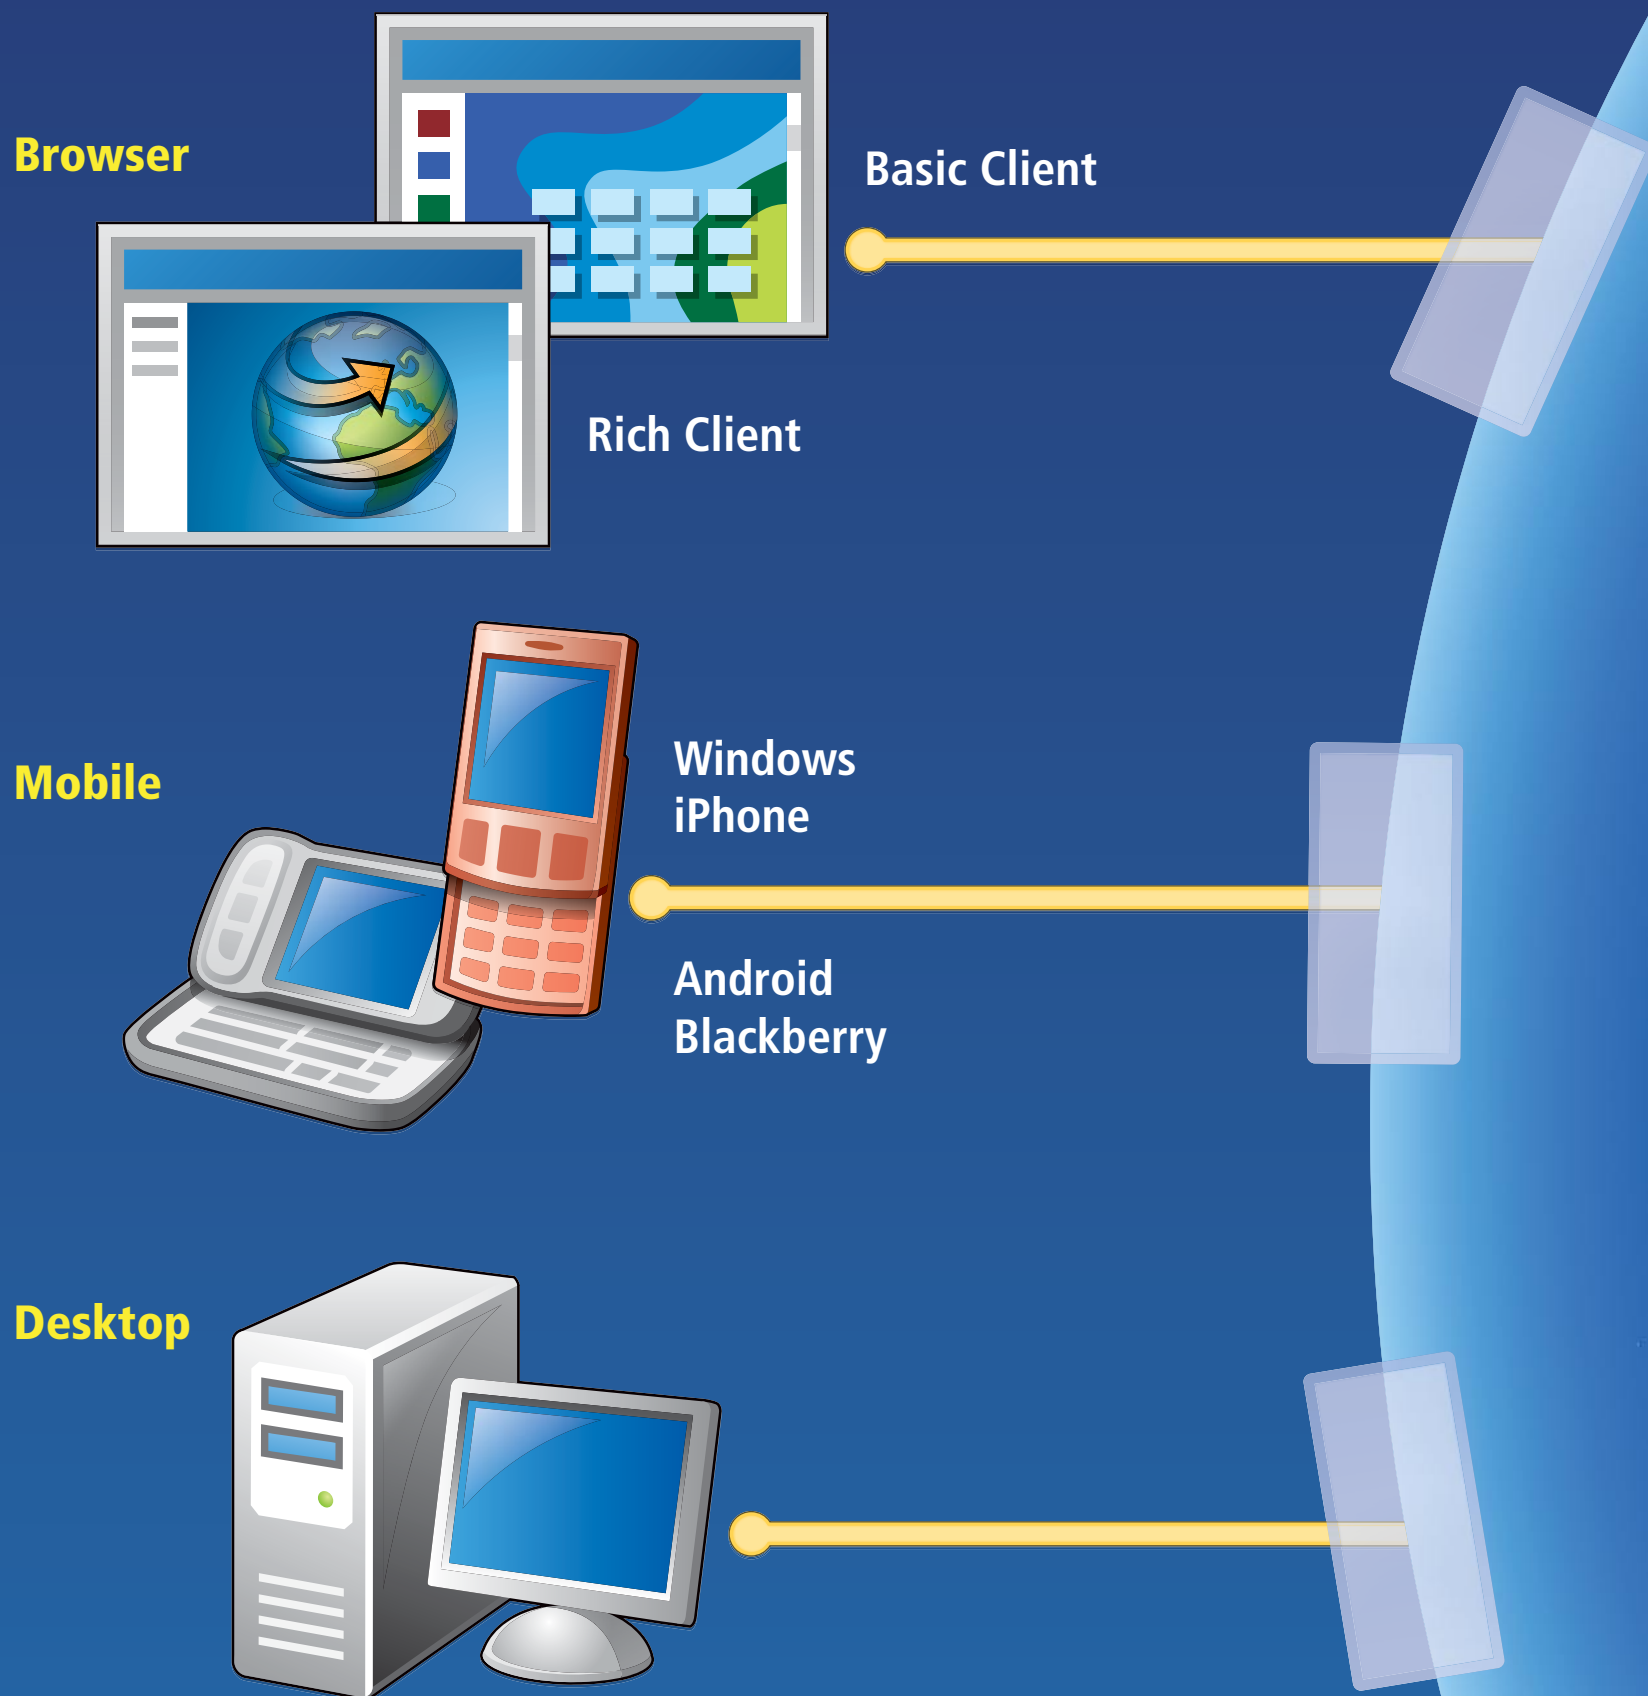 Browser
Basic Client
Rich Client
Mobile
Windows
iPhone
Android
Blackberry
Desktop